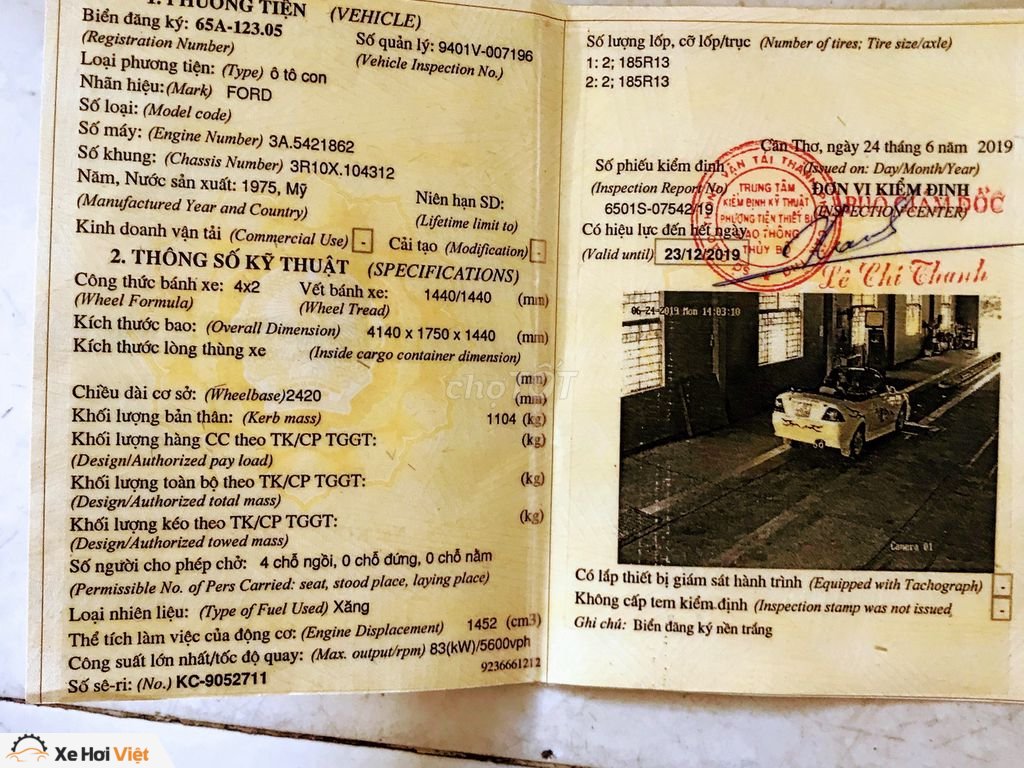 1. PHƯƠNG TIỆN (VEHICLE)
Biển đăng ký: 65A-123.05
(Registration Number)
Số quản lý: 9401V-007196
(Vehicle Inspection No.)
Loại phương tiện: (Type) ô tô con
Nhãn hiệu:(Mark) FORD
Số loại: (Model code)
Số máy: (Engine Number) 3A.5421862
Số khung: (Chassis Number) 3R10X.104312
Năm, Nước sản xuất: 1975, Mỹ
(Manufactured Year and Country)
Niên hạn SD:
(Lifetime limit to)
Kinh doanh vận tải (Commercial Use) -
Cải tạo (Modification) -
2. THÔNG SỐ KỸ THUẬT (SPECIFICATIONS)
Công thức bánh xe: 4x2
(Wheel Formula)
Vết bánh xe: 1440/1440 (mm)
(Wheel Tread)
Kích thước bao: (Overall Dimension) 4140 x 1750 x 1440 (mm)
Kích thước lòng thùng xe (Inside cargo container dimension)
(mm)
Chiều dài cơ sở: (Wheelbase)2420 (mm)
Khối lượng bản thân: (Kerb mass) 1104 (kg)
Khối lượng hàng CC theo TK/CP TGGT: (kg)
(Design/Authorized pay load)
Khối lượng toàn bộ theo TK/CP TGGT: (kg)
(Design/Authorized total mass)
Khối lượng kéo theo TK/CP TGGT: (kg)
(Design/Authorized towed mass)
Số người cho phép chở: 4 chỗ ngồi, 0 chỗ đứng, 0 chỗ nằm
(Permissible No. of Pers Carried: seat, stood place, laying place)
Loại nhiên liệu: (Type of Fuel Used) Xăng
Thể tích làm việc của động cơ: (Engine Displacement) 1452 (cm3)
Công suất lớn nhất/tốc độ quay: (Max. output/rpm) 83(kW)/5600vph
9236661212
Số sê-ri: (No.) KC-9052711
Số lượng lốp, cỡ lốp/trục (Number of tires; Tire size/axle)
1: 2; 185R13
2: 2; 185R13
Cần Thơ, ngày 24 tháng 6 năm 2019
(Issued on: Day/Month/Year)
Số phiếu kiểm định
(Inspection Report No)
6501S-07542/19
ĐƠN VỊ KIỂM ĐỊNH
(INSPECTION CENTER)
PHÓ GIÁM ĐỐC
Có hiệu lực đến hết ngày
(Valid until) 23/12/2019
TRUNG TÂM
KIỂM ĐỊNH KỸ THUẬT
PHƯƠNG TIỆN THIẾT BỊ
GIAO THÔNG
THỦY BỘ
Lê Chí Thanh
06-24-2019 Mon 14:03:10
Camera 01
Có lắp thiết bị giám sát hành trình (Equipped with Tachograph) -
Không cấp tem kiểm định (Inspection stamp was not issued) -
Ghi chú: Biển đăng ký nền trắng
chợTỐT
Xe Hơi Việt